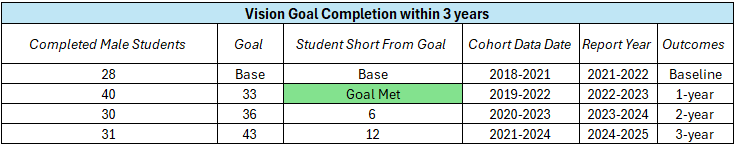 Vision Goal Completion within 3 years
Completed Male Students Goal Student Short From Goal Cohort Data Date Report Year Outcomes
28 Base Base 2018-2021 2021-2022 Baseline
40 33 Goal Met 2019-2022 2022-2023 1-year
30 36 6 2020-2023 2023-2024 2-year
31 43 12 2021-2024 2024-2025 3-year